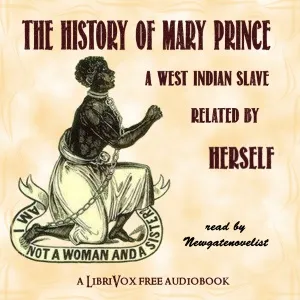 THE HISTORY OF MARY PRINCE
A WEST INDIAN SLAVE
RELATED BY
HERSELF
AM I NOT A WOMAN AND A SISTER
read by
Newgatenovelist
A LIBRIVOX FREE AUDIOBOOK